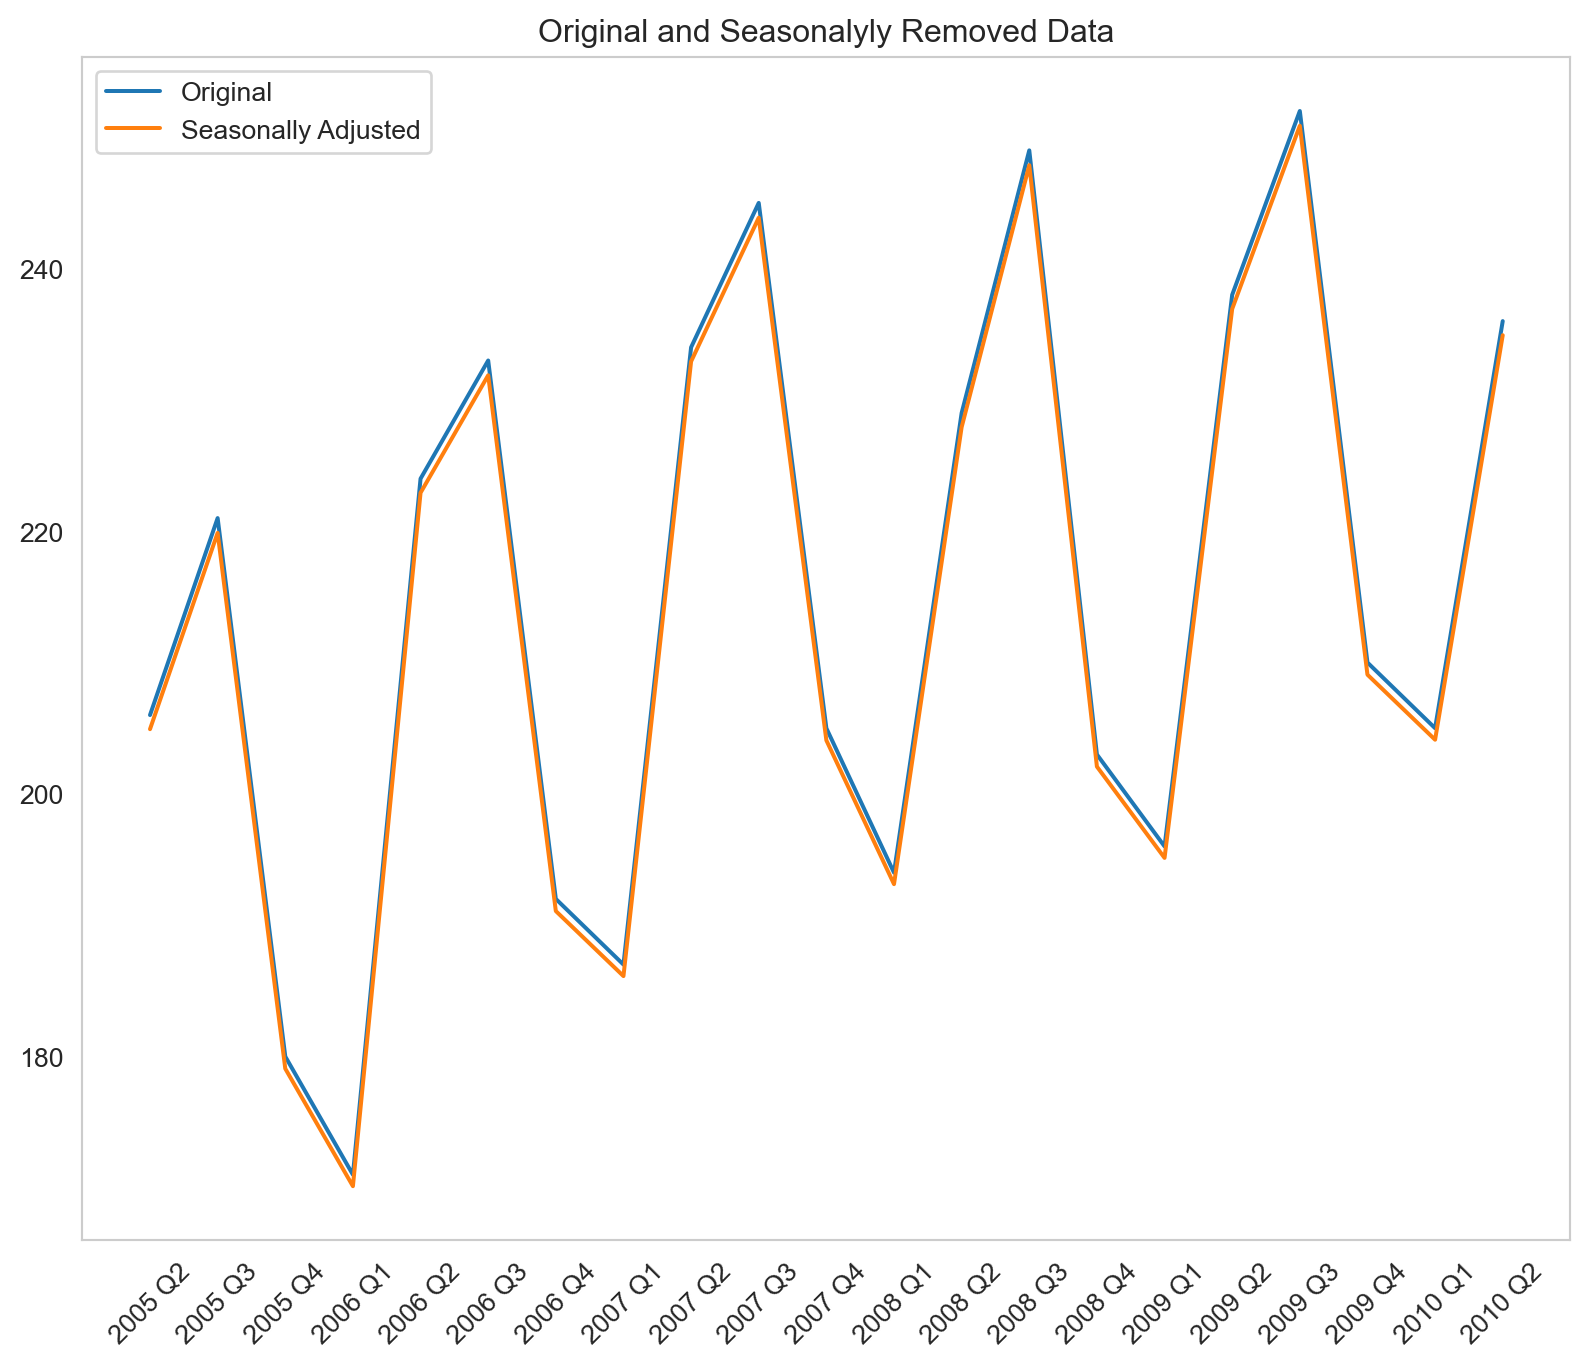 Original and Seasonalyly Removed Data
Original
Seasonally Adjusted
240
220
200
180
2005 Q2
2005 Q3
2005 Q4
2006 Q1
2006 Q2
2006 Q3
2006 Q4
2007 Q1
2007 Q2
2007 Q3
2007 Q4
2008 Q1
2008 Q2
2008 Q3
2008 Q4
2009 Q1
2009 Q2
2009 Q3
2009 Q4
2010 Q1
2010 Q2